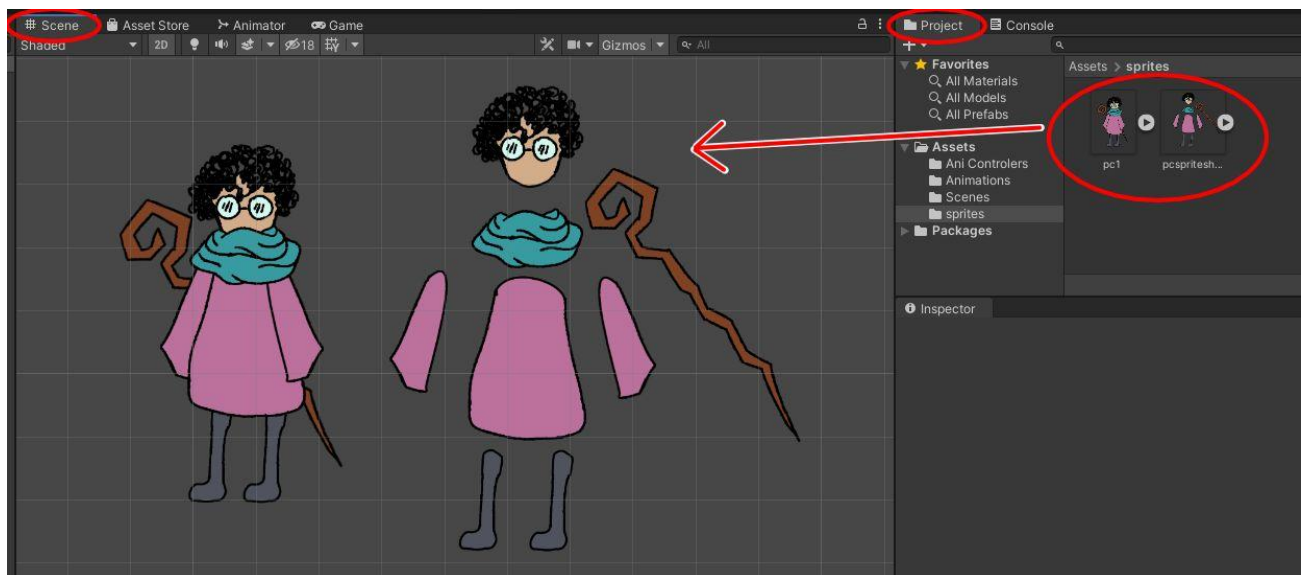 Scene Asset Store Animator Game
Shaded 2D 18 Gizmos All
Project Console
Favorites
All Materials
All Models
All Prefabs
Assets
Ani Controlers
Animations
Scenes
sprites
Packages
Assets > sprites
pc1 pcspritesh...
Inspector